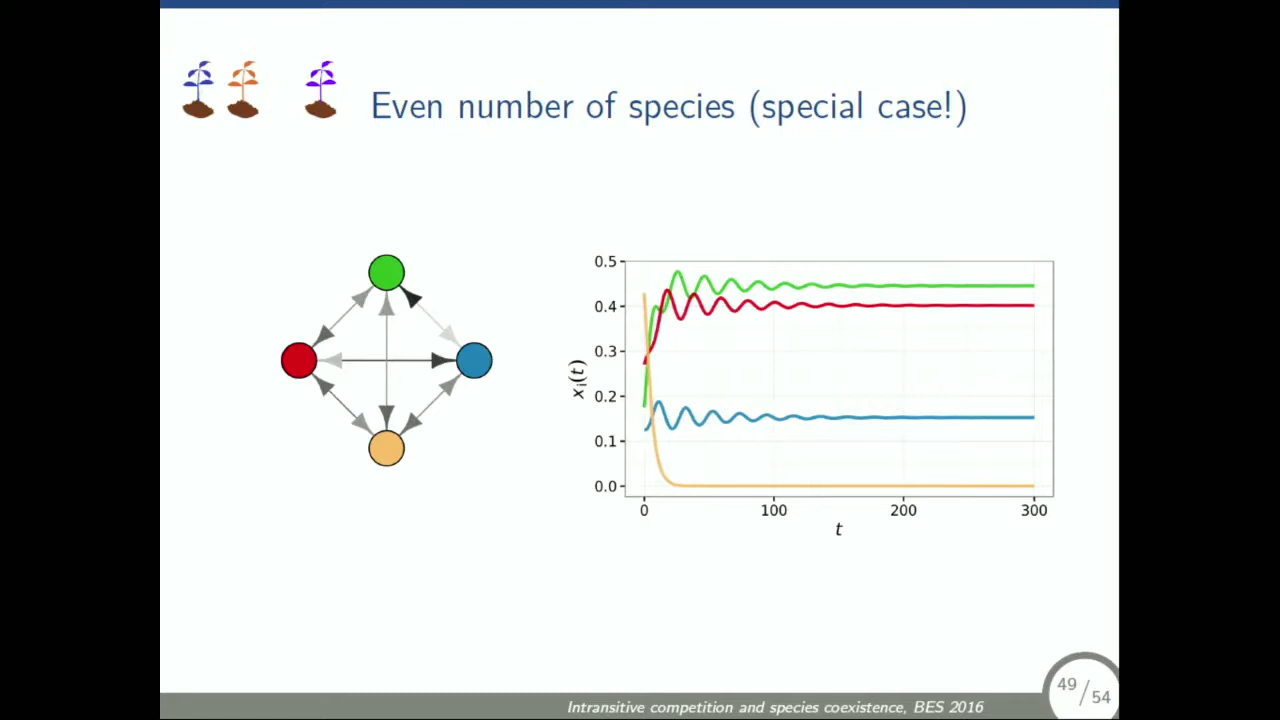 Even number of species (special case!)
0.5
0.4
0.3
0.2
0.1
0.0
xi(t)
0 100 200 300
t
49/54
Intransitive competition and species coexistence, BES 2016